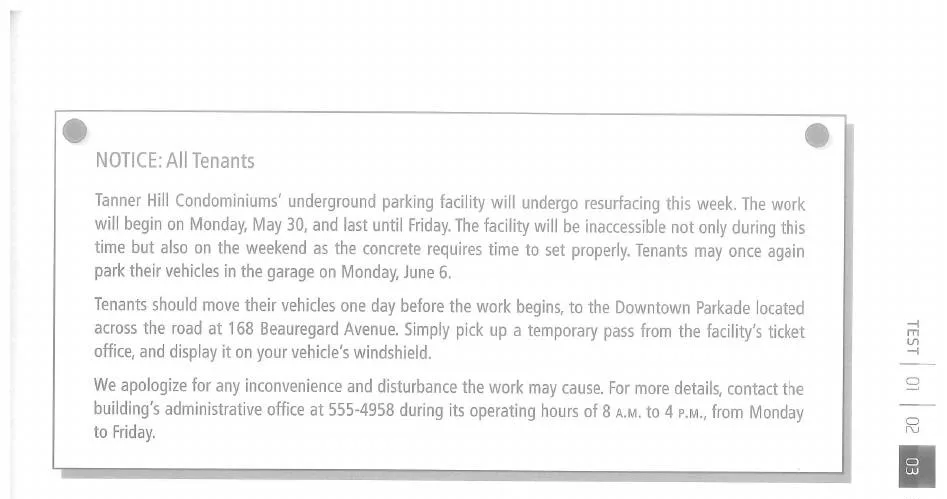 NOTICE: All Tenants
Tanner Hill Condominiums' underground parking facility will undergo resurfacing this week. The work
will begin on Monday, May 30, and last until Friday. The facility will be inaccessible not only during this
time but also on the weekend as the concrete requires time to set properly. Tenants may once again
park their vehicles in the garage on Monday, June 6.
Tenants should move their vehicles one day before the work begins, to the Downtown Parkade located
across the road at 168 Beauregard Avenue. Simply pick up a temporary pass from the facility's ticket
office, and display it on your vehicle's windshield.
We apologize for any inconvenience and disturbance the work may cause. For more details, contact the
building's administrative office at 555-4958 during its operating hours of 8 A.M. to 4 P.M., from Monday
to Friday.
TEST 01 02 03